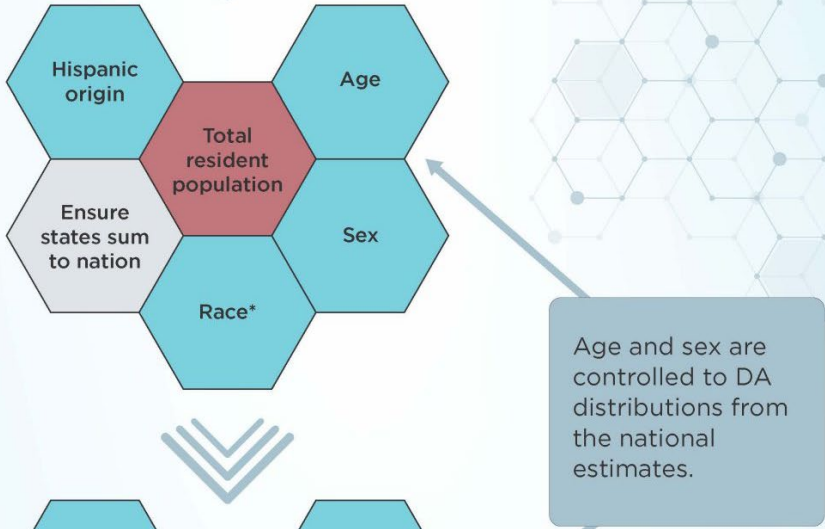 Hispanic
origin
Age
Total
resident
population
Ensure
states sum
to nation
Sex
Race*
Age and sex are
controlled to DA
distributions from
the national
estimates.